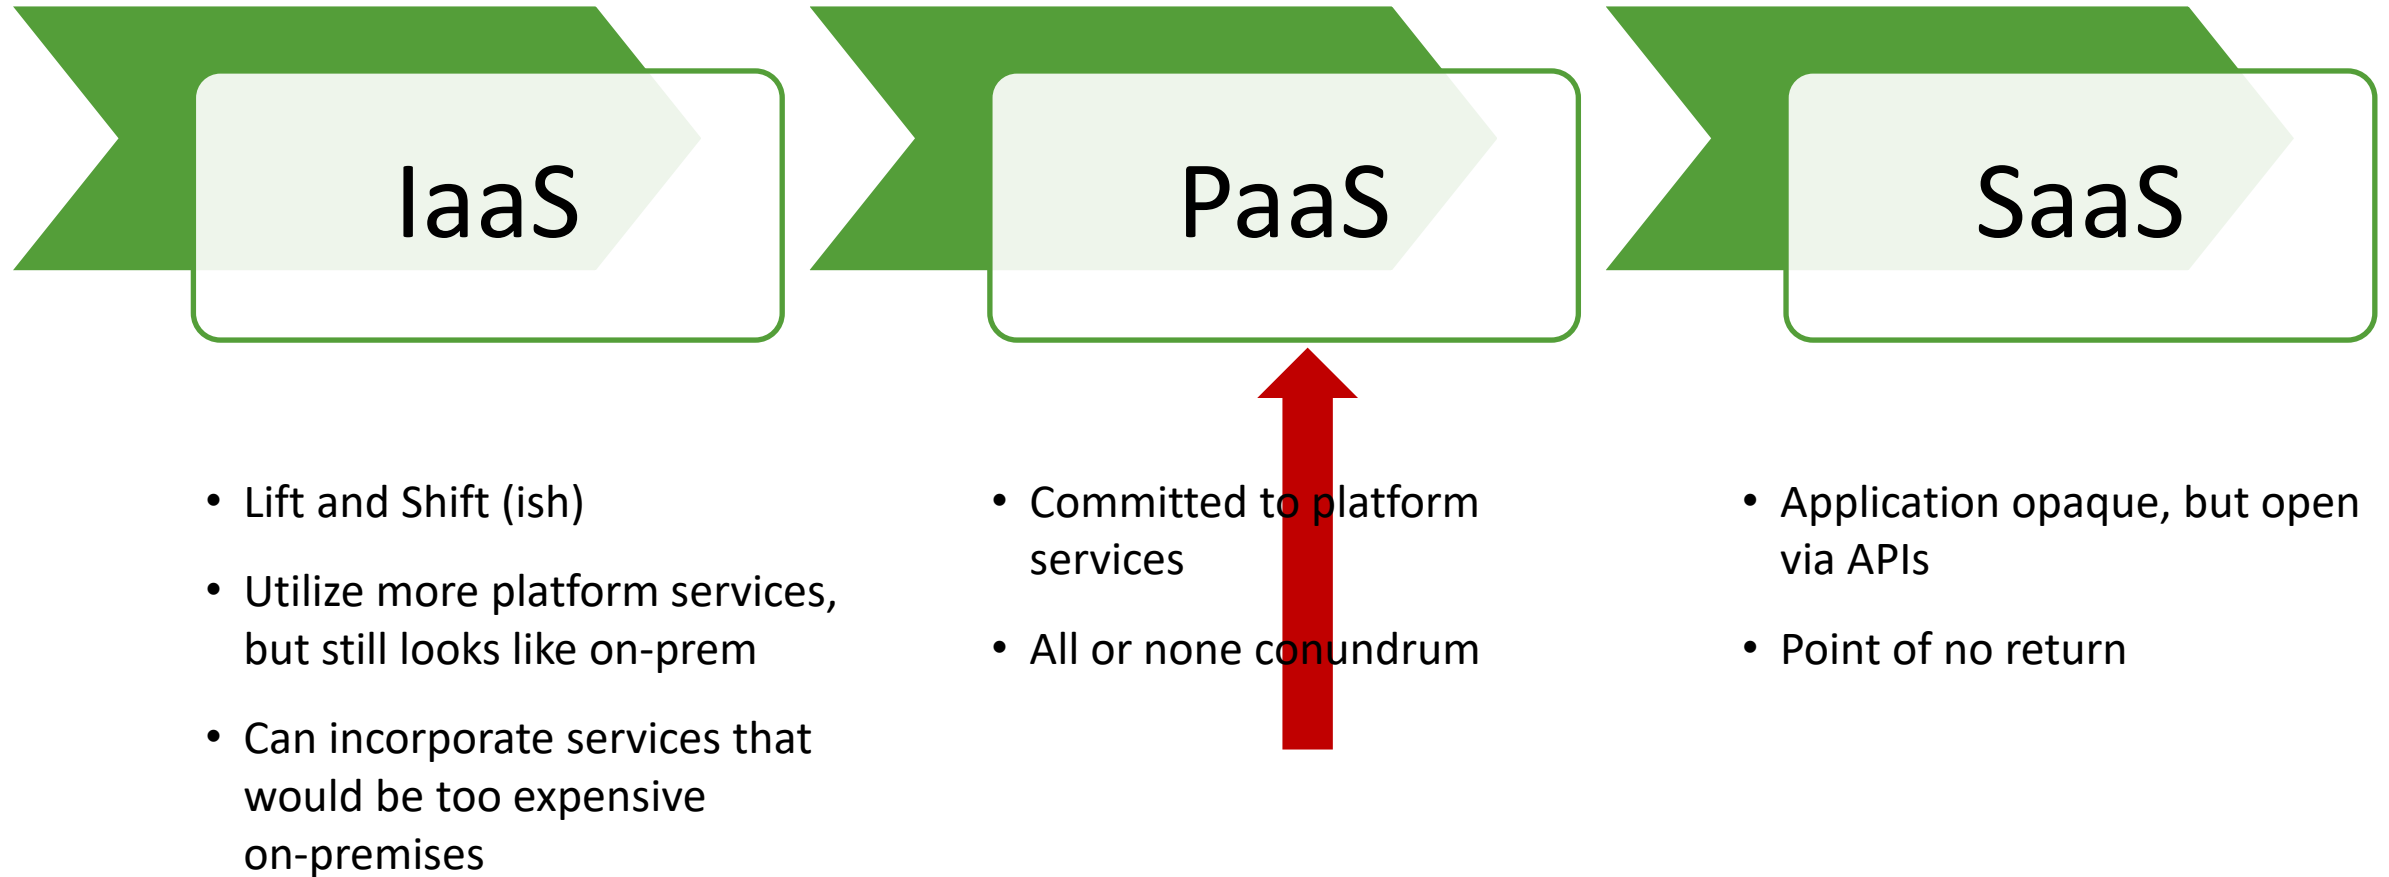 IaaS
PaaS
SaaS
• Lift and Shift (ish)
• Utilize more platform services,
but still looks like on-prem
• Can incorporate services that
would be too expensive
on-premises
• Committed to platform
services
• All or none conundrum
• Application opaque, but open
via APIs
• Point of no return